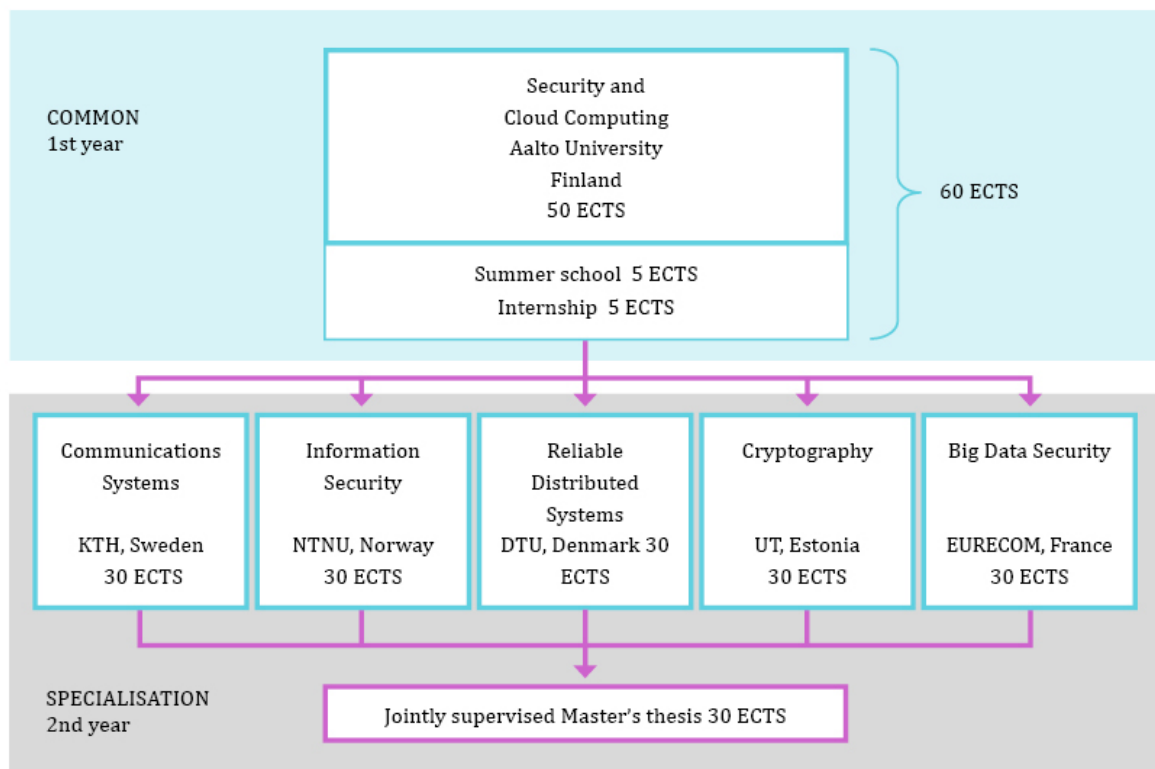 COMMON
1st year
Security and
Cloud Computing
Aalto University
Finland
50 ECTS
60 ECTS
Summer school  5 ECTS
Internship  5 ECTS
Communications
Systems
KTH, Sweden
30 ECTS
Information
Security
NTNU, Norway
30 ECTS
Reliable
Distributed
Systems
DTU, Denmark 30
ECTS
Cryptography
UT, Estonia
30 ECTS
Big Data Security
EURECOM, France
30 ECTS
SPECIALISATION
2nd year
Jointly supervised Master's thesis 30 ECTS